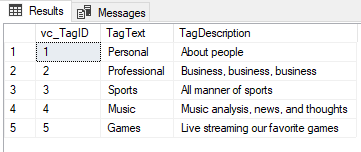 Results Messages
vc_TagID TagText TagDescription
1 1 Personal About people
2 2 Professional Business, business, business
3 3 Sports All manner of sports
4 4 Music Music analysis, news, and thoughts
5 5 Games Live streaming our favorite games